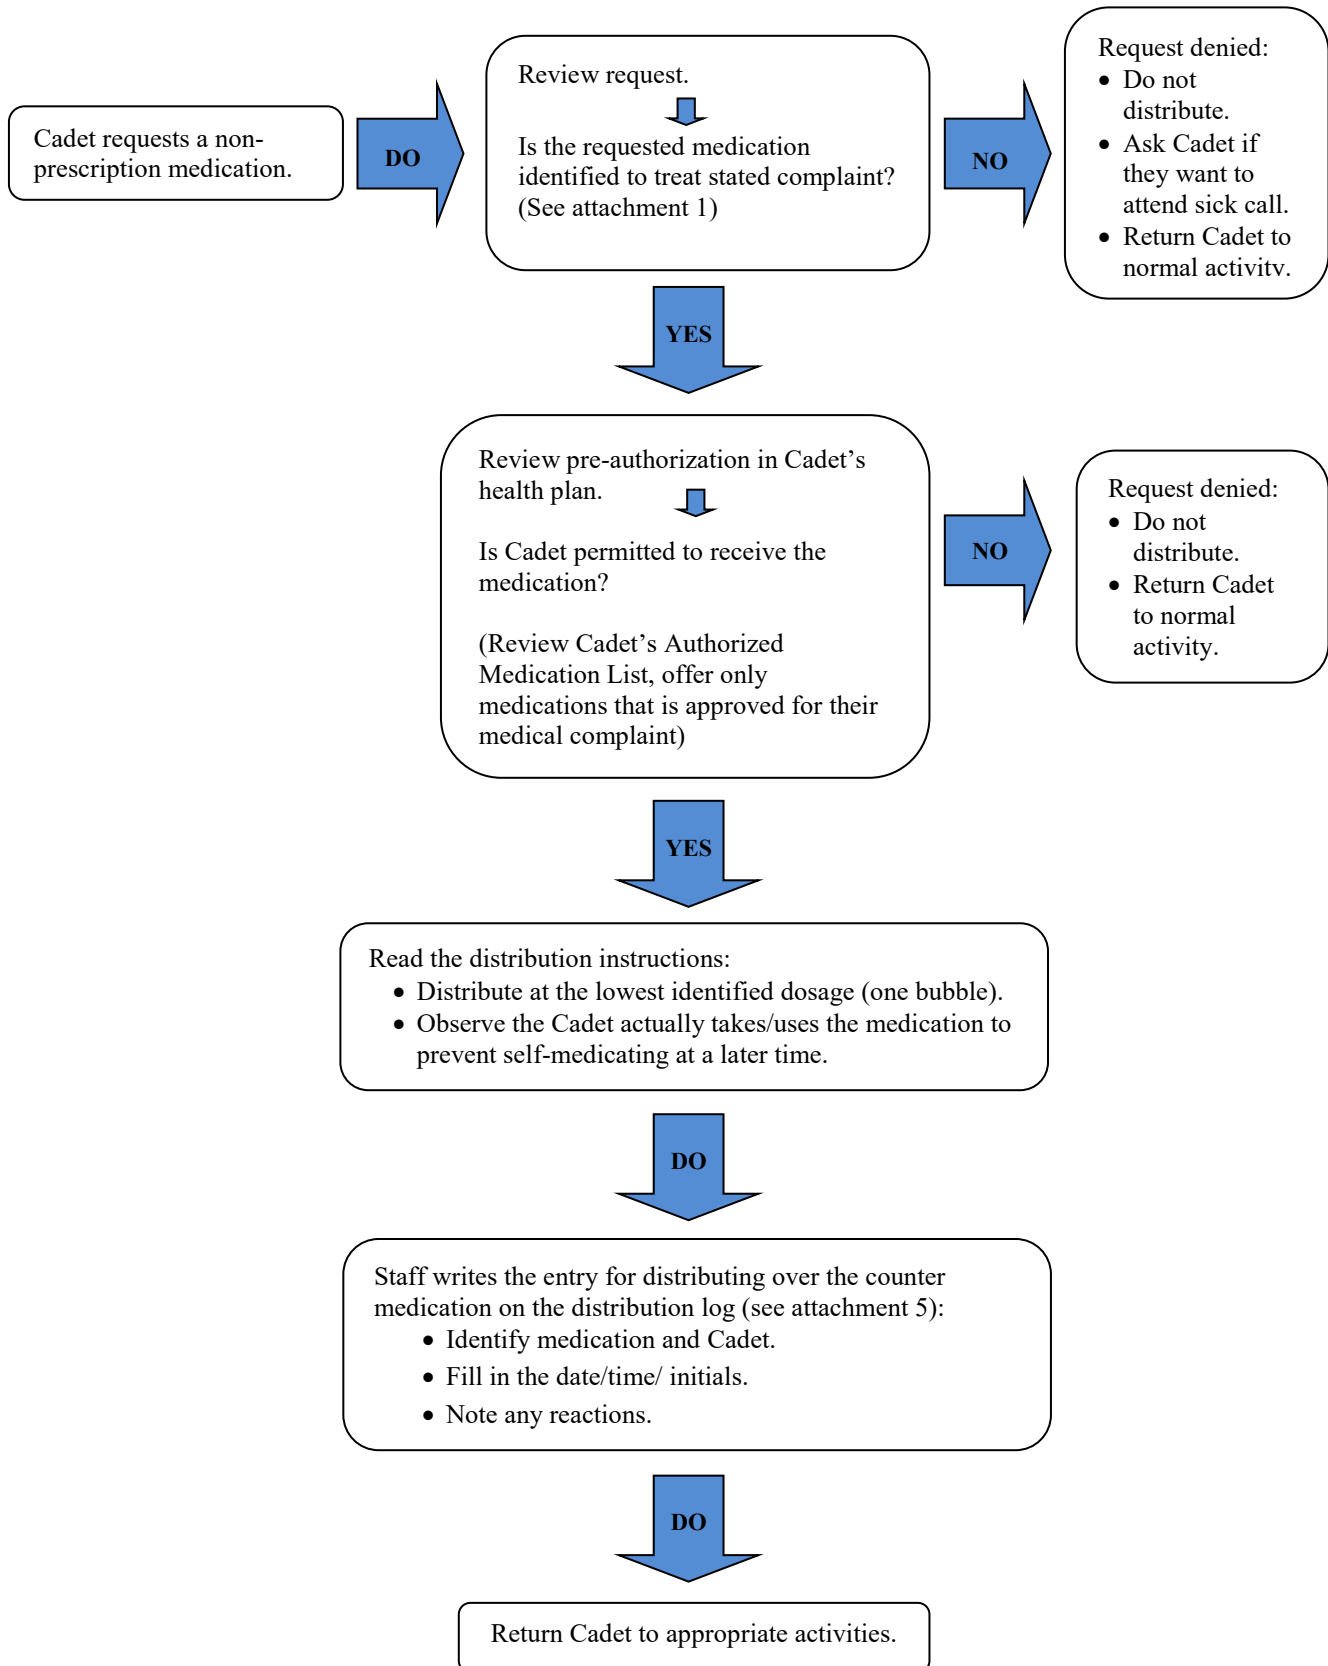 Cadet requests a non-
prescription medication.
DO
Review request.
Is the requested medication
identified to treat stated complaint?
(See attachment 1)
NO
Request denied:
• Do not
distribute.
• Ask Cadet if
they want to
attend sick call.
• Return Cadet to
normal activity.
YES
Review pre-authorization in Cadet’s
health plan.
Is Cadet permitted to receive the
medication?
(Review Cadet’s Authorized
Medication List, offer only
medications that is approved for their
medical complaint)
NO
Request denied:
• Do not
distribute.
• Return Cadet
to normal
activity.
YES
Read the distribution instructions:
• Distribute at the lowest identified dosage (one bubble).
• Observe the Cadet actually takes/uses the medication to
prevent self-medicating at a later time.
DO
Staff writes the entry for distributing over the counter
medication on the distribution log (see attachment 5):
• Identify medication and Cadet.
• Fill in the date/time/ initials.
• Note any reactions.
DO
Return Cadet to appropriate activities.